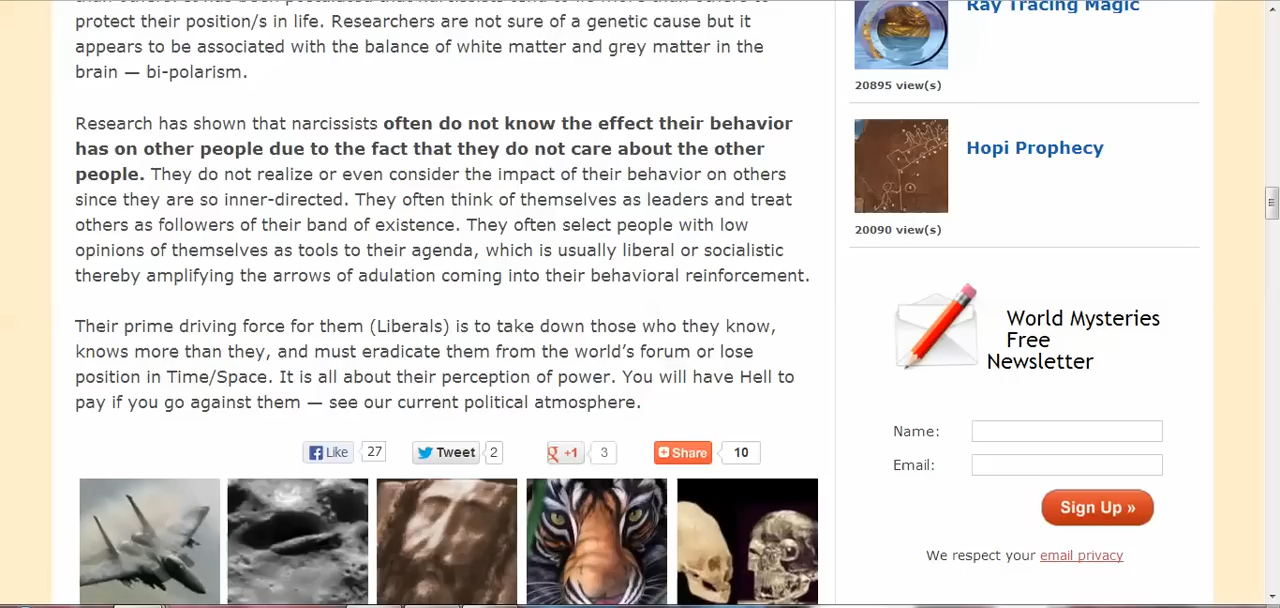 protect their position/s in life. Researchers are not sure of a genetic cause but it
appears to be associated with the balance of white matter and grey matter in the
brain — bi-polarism.
Research has shown that narcissists often do not know the effect their behavior
has on other people due to the fact that they do not care about the other
people. They do not realize or even consider the impact of their behavior on others
since they are so inner-directed. They often think of themselves as leaders and treat
others as followers of their band of existence. They often select people with low
opinions of themselves as tools to their agenda, which is usually liberal or socialistic
thereby amplifying the arrows of adulation coming into their behavioral reinforcement.
Their prime driving force for them (Liberals) is to take down those who they know,
knows more than they, and must eradicate them from the world's forum or lose
position in Time/Space. It is all about their perception of power. You will have Hell to
pay if you go against them — see our current political atmosphere.
Like 27 Tweet 2 +1 3 Share 10
Ray Tracing Magic
20895 view(s)
Hopi Prophecy
20090 view(s)
World Mysteries
Free
Newsletter
Name:
Email:
Sign Up »
We respect your email privacy